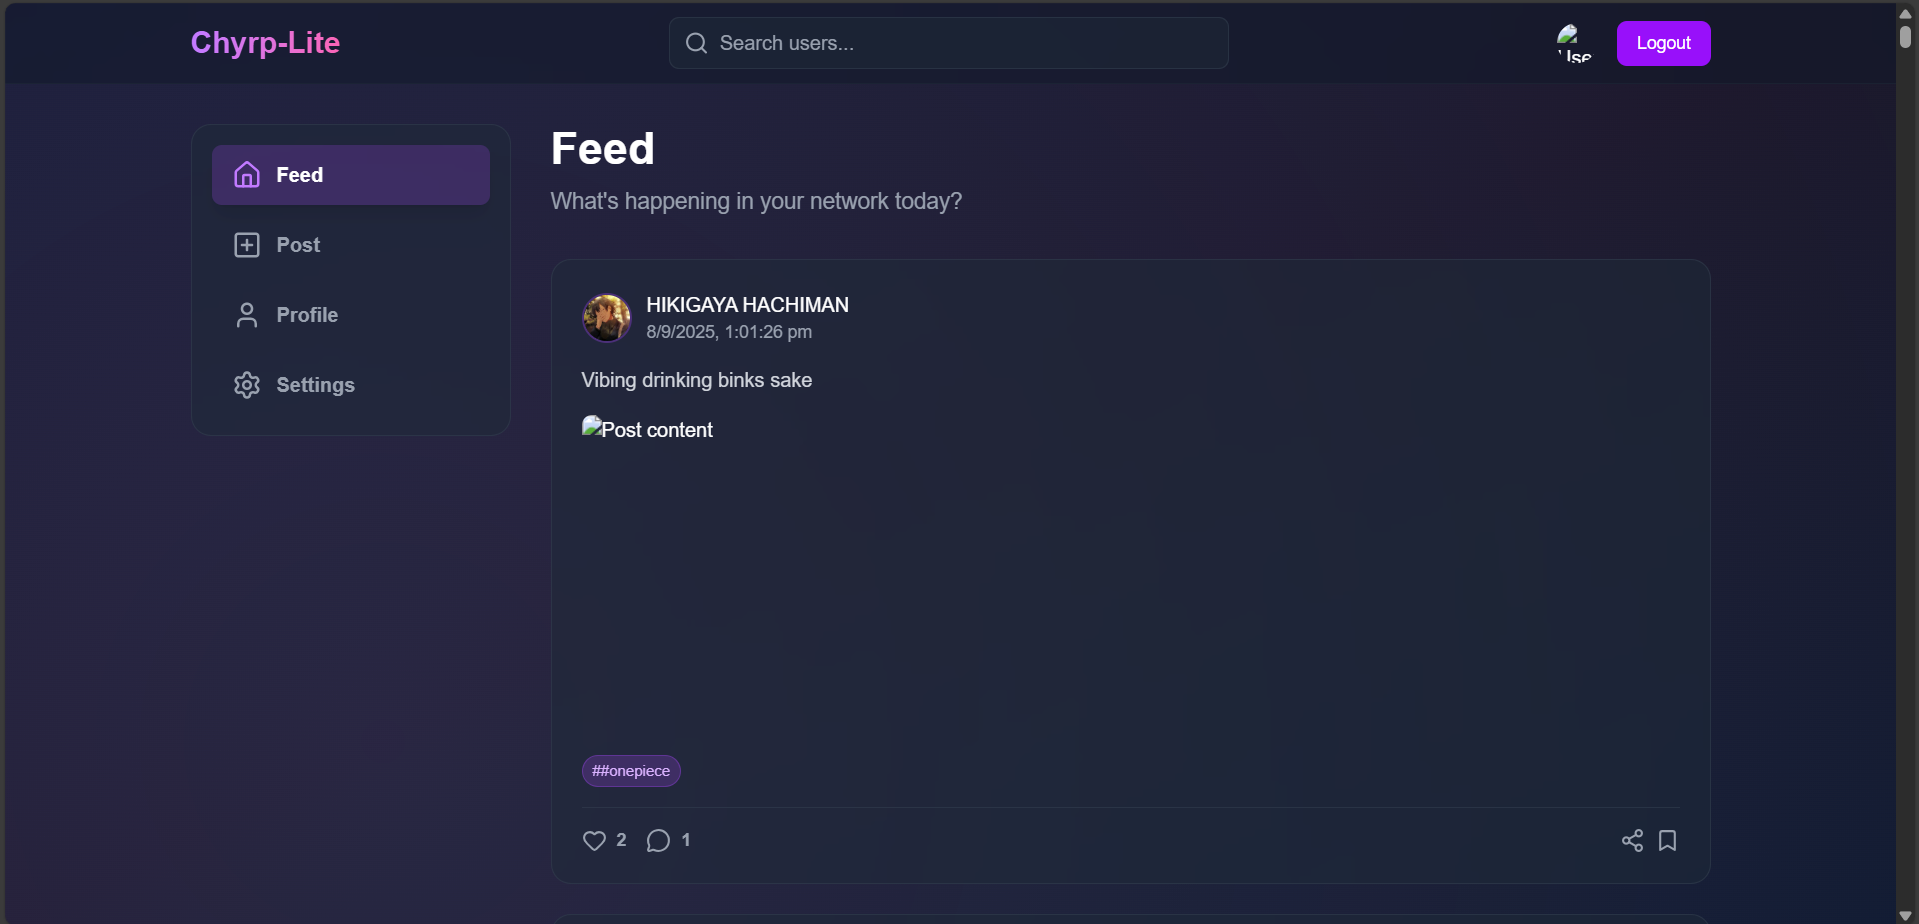 Chyrp-Lite
Search users...
Logout
Feed
Post
Profile
Settings
Feed
What's happening in your network today?
HIKIGAYA HACHIMAN
8/9/2025, 1:01:26 pm
Vibing drinking binks sake
Post content
##onepiece
2
1